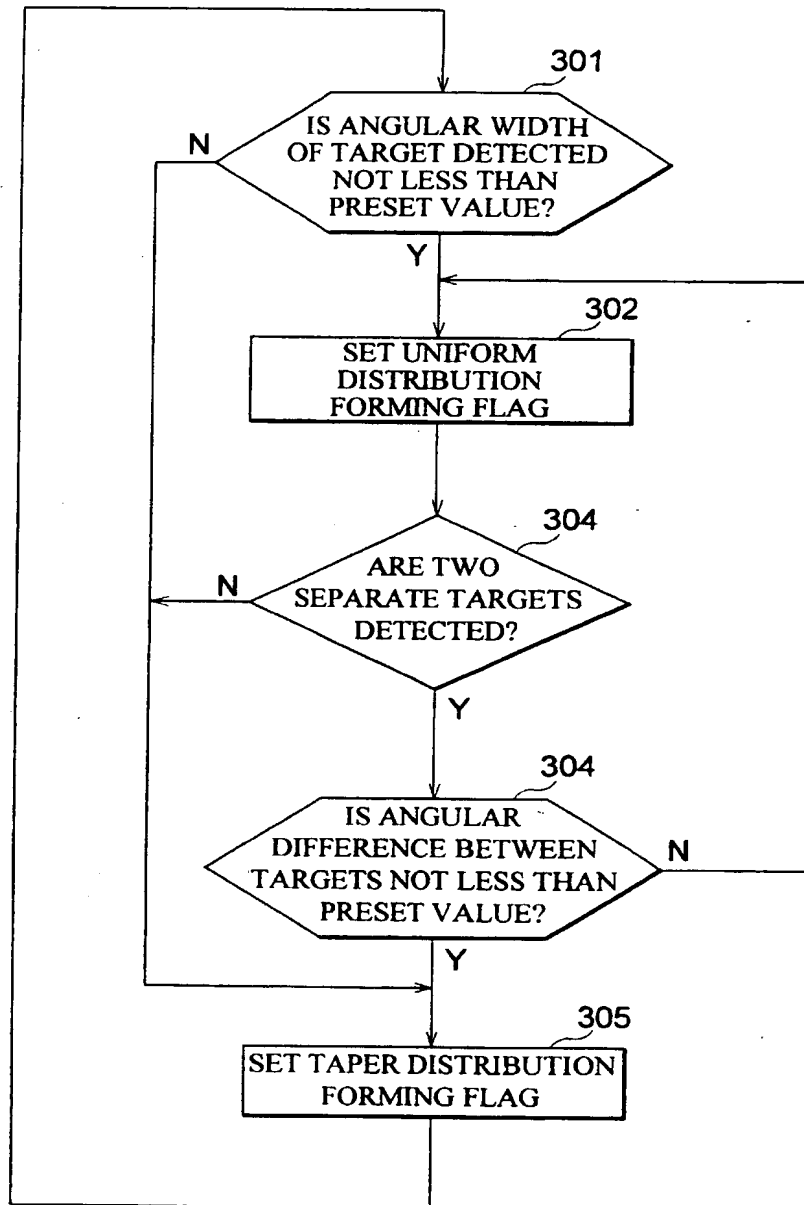 301
IS ANGULAR WIDTH
OF TARGET DETECTED
NOT LESS THAN
PRESET VALUE?
N
Y
302
SET UNIFORM
DISTRIBUTION
FORMING FLAG
304
ARE TWO
SEPARATE TARGETS
DETECTED?
N
Y
304
IS ANGULAR
DIFFERENCE BETWEEN
TARGETS NOT LESS THAN
PRESET VALUE?
N
Y
305
SET TAPER DISTRIBUTION
FORMING FLAG